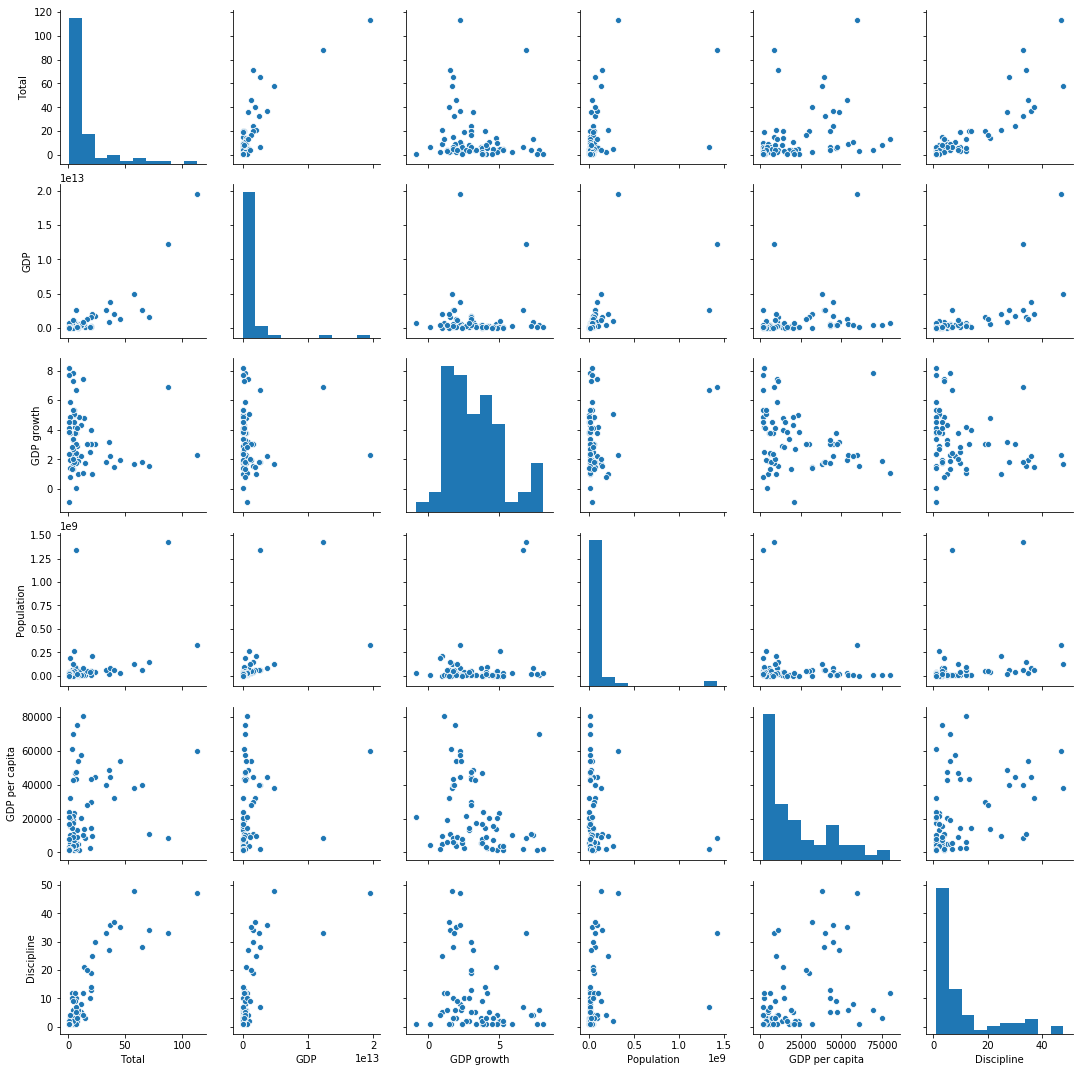 120
100
80
60
40
20
0
Total
1e13
2.0
1.5
1.0
0.5
0.0
GDP
8
6
4
2
0
GDP growth
1e9
1.50
1.25
1.00
0.75
0.50
0.25
0.00
Population
80000
60000
40000
20000
0
GDP per capita
50
40
30
20
10
0
Discipline
0 100
Total
0 1 2
GDP 1e13
0 5
GDP growth
0.0 0.5 1.0 1.5
Population 1e9
0 25000 50000 75000
GDP per capita
0 20 40
Discipline